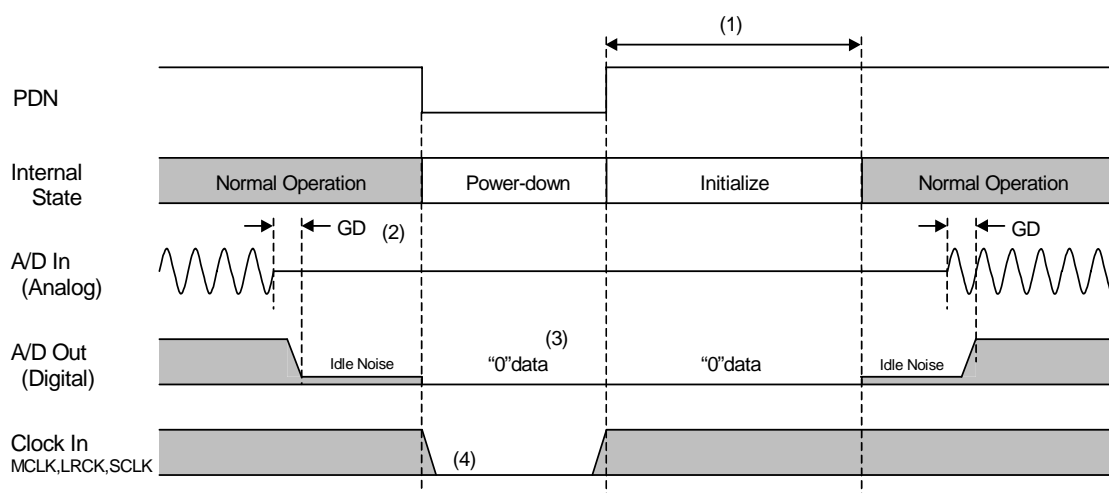 (1)
PDN
Internal
State
Normal Operation
Power-down
Initialize
Normal Operation
GD
(2)
GD
A/D In
(Analog)
A/D Out
(Digital)
Idle Noise
(3)
“0”data
“0”data
Idle Noise
Clock In
MCLK,LRCK,SCLK
(4)